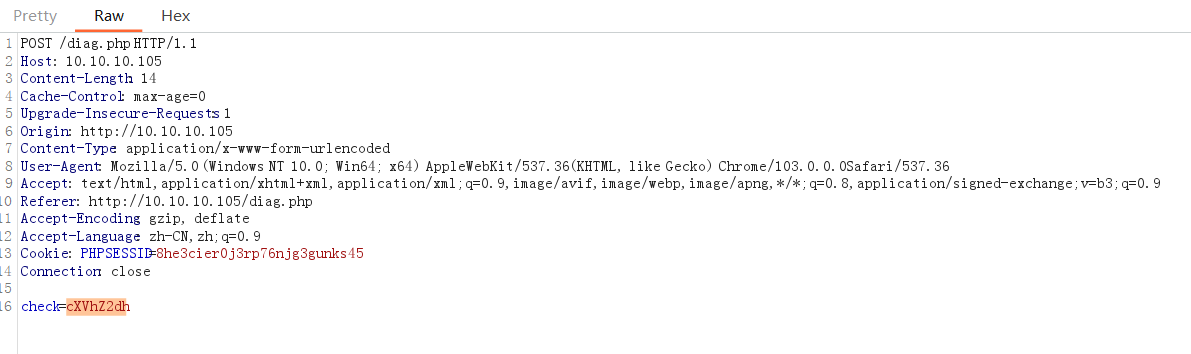 Pretty Raw Hex
1 POST /diag.php HTTP/1.1
2 Host: 10.10.10.105
3 Content-Length: 14
4 Cache-Control: max-age=0
5 Upgrade-Insecure-Requests: 1
6 Origin: http://10.10.10.105
7 Content-Type: application/x-www-form-urlencoded
8 User-Agent: Mozilla/5.0 (Windows NT 10.0; Win64; x64) AppleWebKit/537.36 (KHTML, like Gecko) Chrome/103.0.0.0 Safari/537.36
9 Accept: text/html,application/xhtml+xml,application/xml;q=0.9,image/avif,image/webp,image/apng,*/*;q=0.8,application/signed-exchange;v=b3;q=0.9
10 Referer: http://10.10.10.105/diag.php
11 Accept-Encoding: gzip, deflate
12 Accept-Language: zh-CN,zh;q=0.9
13 Cookie: PHPSESSID=8he3cier0j3rp76njg3gunks45
14 Connection: close
15
16 check=cXVhZ2dh